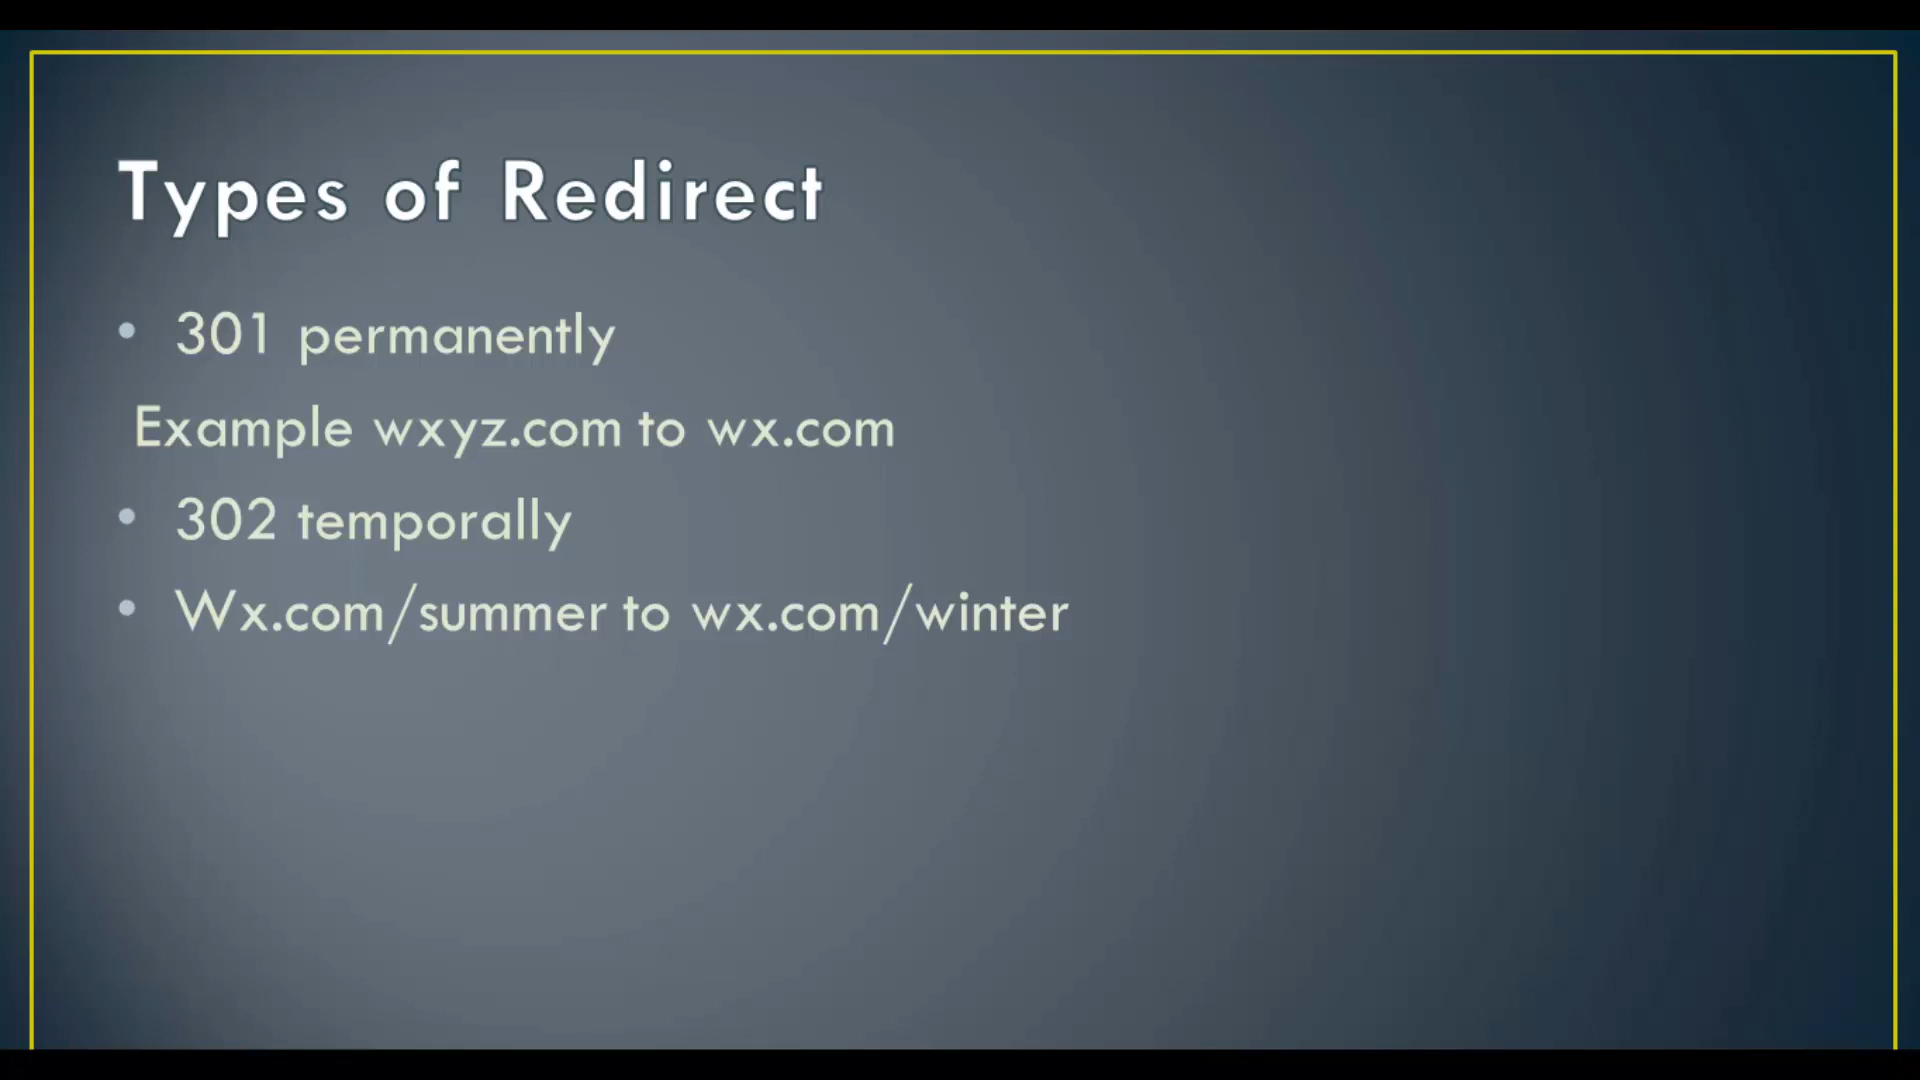 Types of Redirect
• 301 permanently
Example wxyz.com to wx.com
• 302 temporally
• Wx.com/summer to wx.com/winter